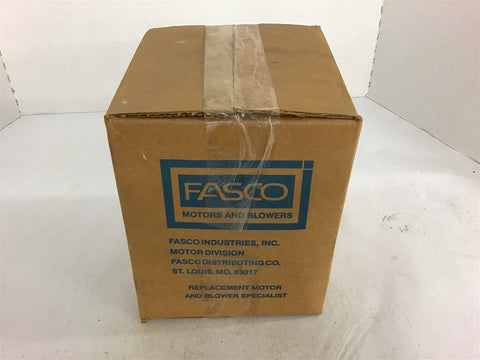 FASCO
MOTORS AND BLOWERS
FASCO INDUSTRIES, INC.
MOTOR DIVISION
FASCO DISTRIBUTING CO.
ST. LOUIS, MO. 63017
REPLACEMENT MOTOR
AND BLOWER SPECIALIST